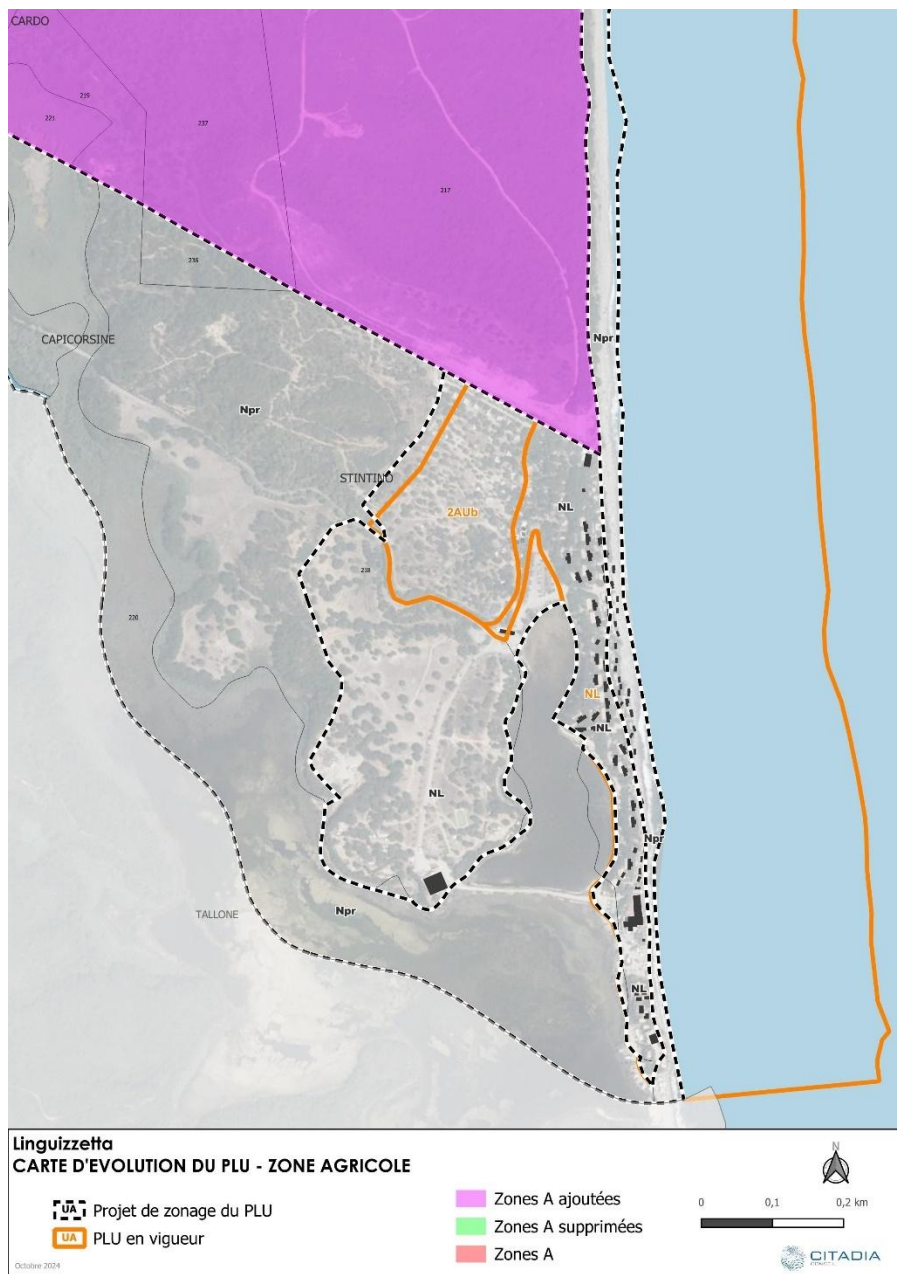 CARDO
219
221
237
217
236
CAPICORSINE
Npr
Npr
STINTINO
2AUb
NL
218
220
NL
NL
NL
Npr
TALLONE
Npr
NL
Linguizzetta
CARTE D'EVOLUTION DU PLU - ZONE AGRICOLE
UA Projet de zonage du PLU
UA PLU en vigueur
Zones A ajoutées
Zones A supprimées
Zones A
N
0 0,1 0,2 km
Octobre 2024
CITADIA
CONSEIL